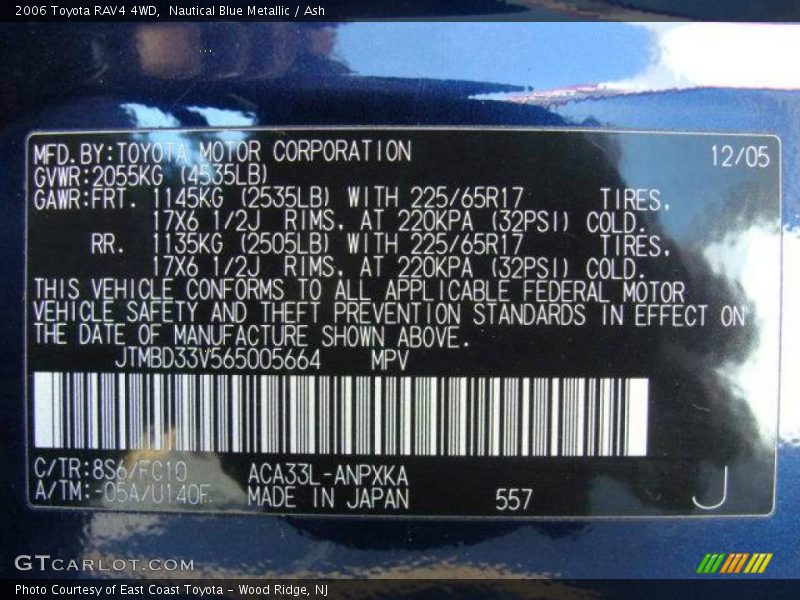 2006 Toyota RAV4 4WD, Nautical Blue Metallic / Ash
MFD.BY:TOYOTA MOTOR CORPORATION 12/05
GVWR:2055KG (4535LB)
GAWR:FRT. 1145KG (2535LB) WITH 225/65R17 TIRES,
17X6 1/2J RIMS, AT 220KPA (32PSI) COLD.
RR. 1135KG (2505LB) WITH 225/65R17 TIRES,
17X6 1/2J RIMS, AT 220KPA (32PSI) COLD.
THIS VEHICLE CONFORMS TO ALL APPLICABLE FEDERAL MOTOR
VEHICLE SAFETY AND THEFT PREVENTION STANDARDS IN EFFECT ON
THE DATE OF MANUFACTURE SHOWN ABOVE.
JTMBD33V565005664 MPV
C/TR:8S6/FC10 ACA33L-ANPXKA
A/TM:-05A/U140F MADE IN JAPAN 557 J
GTCARLOT.COM
Photo Courtesy of East Coast Toyota - Wood Ridge, NJ